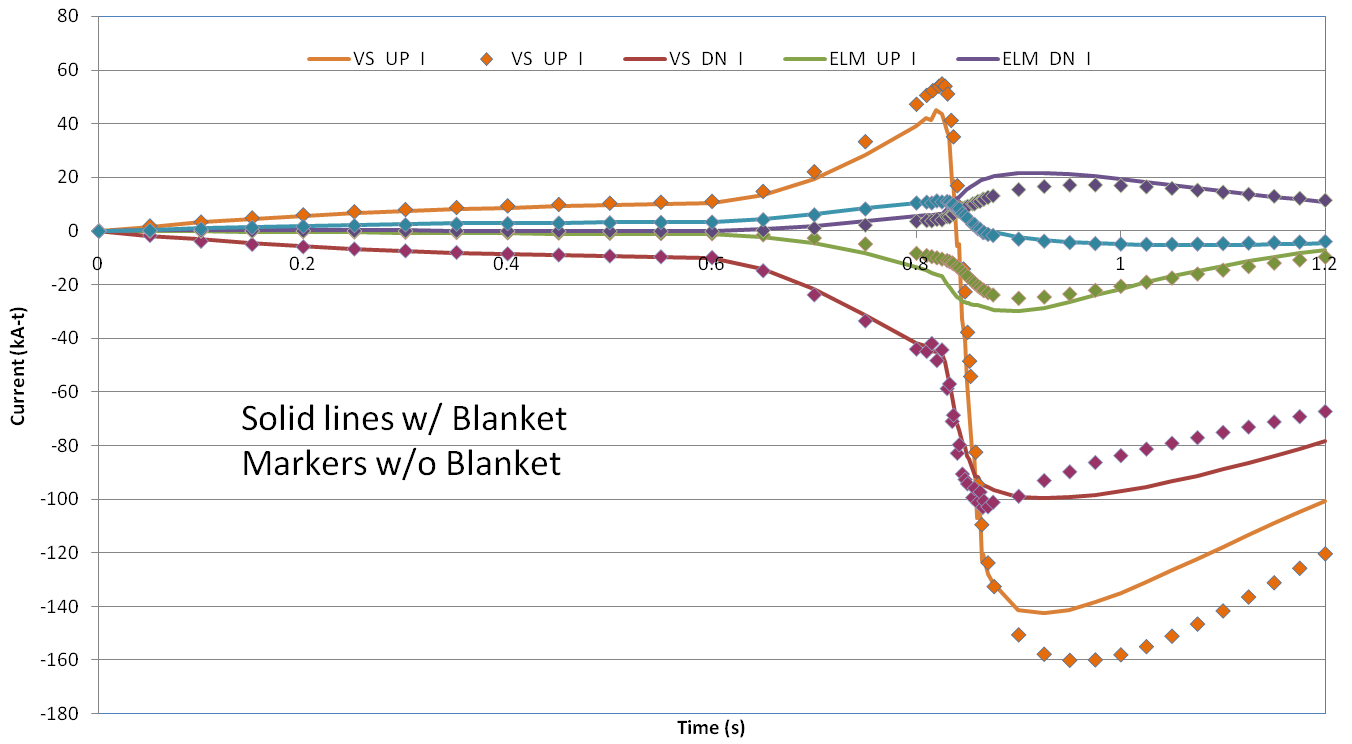 80
60
40
20
0
-20
-40
-60
-80
-100
-120
-140
-160
-180
VS_UP_I VS_UP_I VS_DN_I ELM_UP_I ELM_DN_I
0 0.2 0.4 0.6 0.8 1 1.2
Current (kA-t)
Solid lines w/ Blanket
Markers w/o Blanket
Time (s)